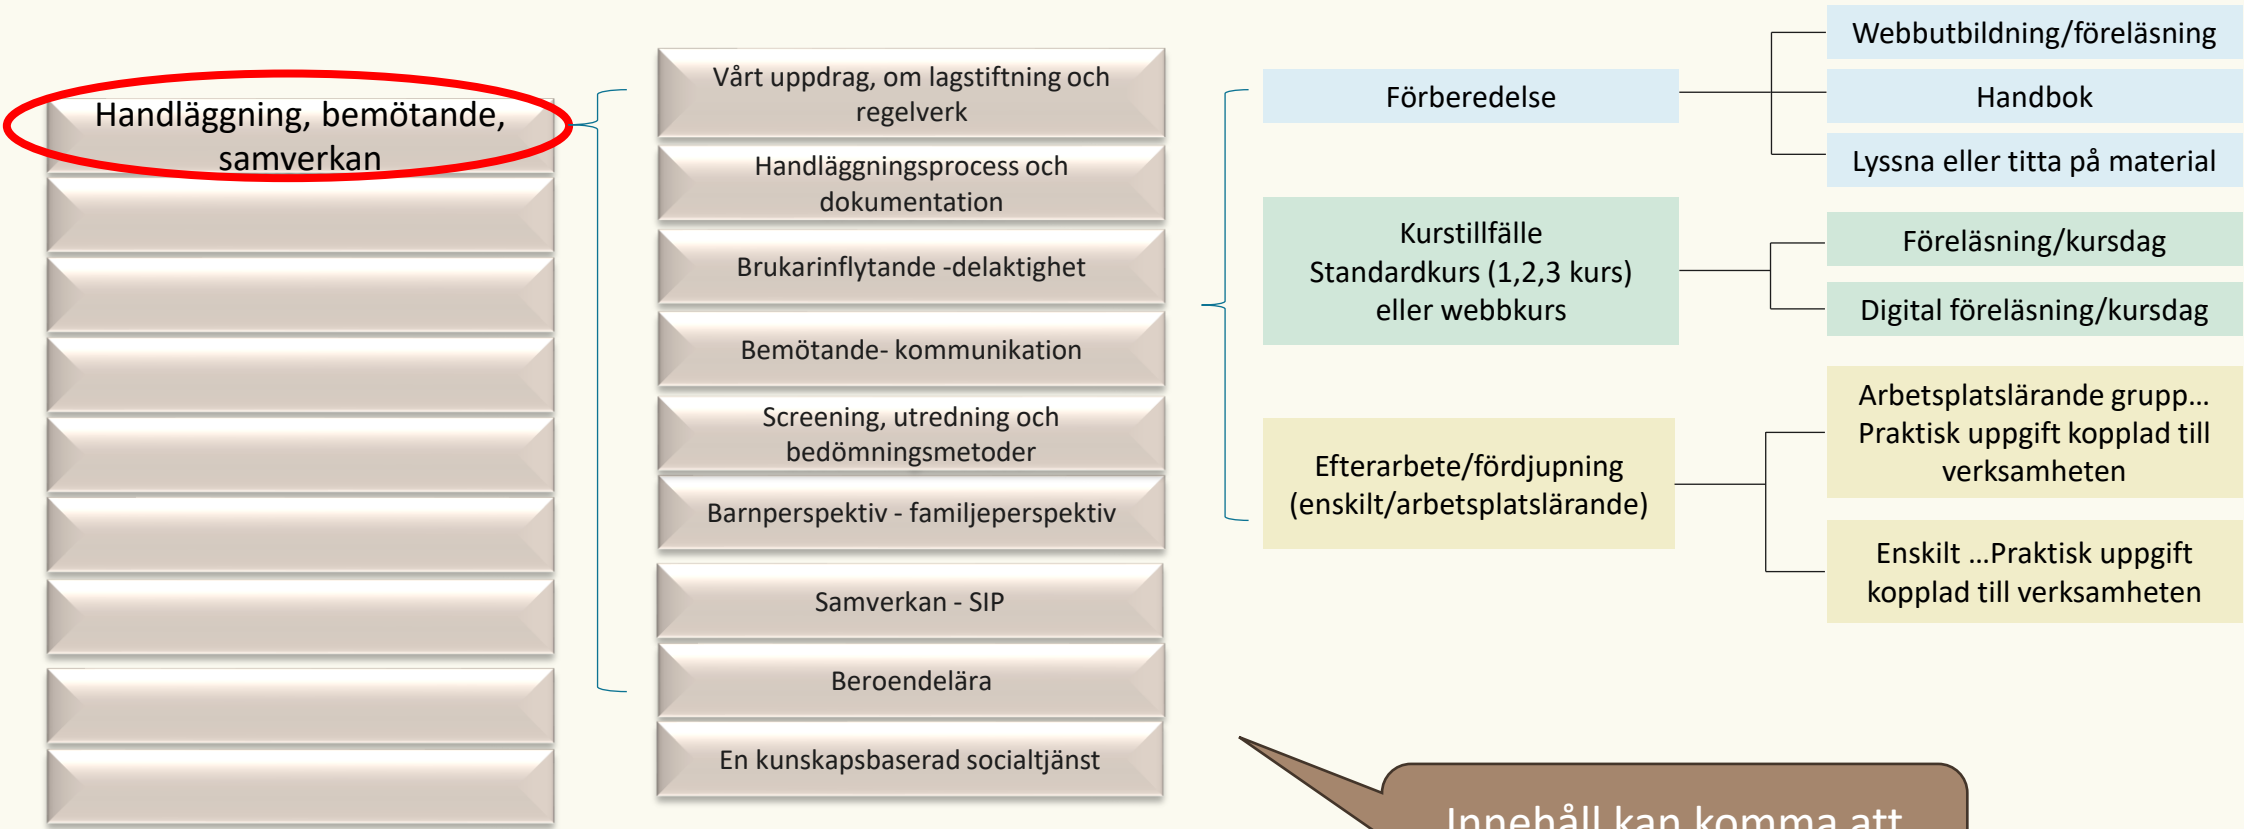 Handläggning, bemötande,
samverkan
Vårt uppdrag, om lagstiftning och
regelverk
Handläggningsprocess och
dokumentation
Brukarinflytande -delaktighet
Bemötande- kommunikation
Screening, utredning och
bedömningsmetoder
Barnperspektiv - familjeperspektiv
Samverkan - SIP
Beroendelära
En kunskapsbaserad socialtjänst
Förberedelse
Kurstillfälle
Standardkurs (1,2,3 kurs)
eller webbkurs
Efterarbete/fördjupning
(enskilt/arbetsplatslärande)
Webbutbildning/föreläsning
Handbok
Lyssna eller titta på material
Föreläsning/kursdag
Digital föreläsning/kursdag
Arbetsplatslärande grupp...
Praktisk uppgift kopplad till
verksamheten
Enskilt ...Praktisk uppgift
kopplad till verksamheten
Innehåll kan komma att